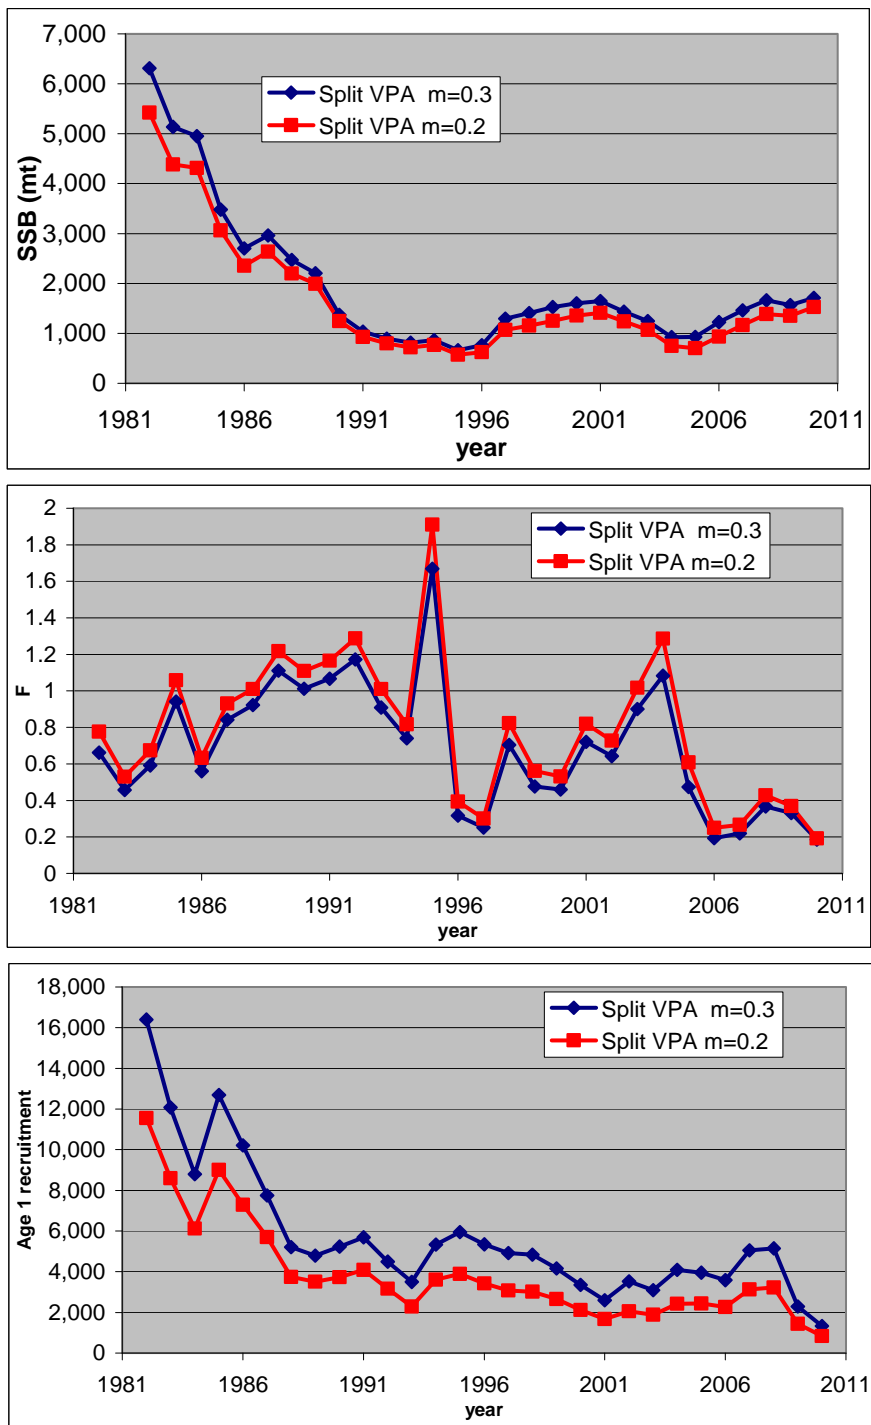 7,000
6,000
5,000
4,000
3,000
2,000
1,000
0
SSB (mt)
Split VPA m=0.3
Split VPA m=0.2
1981 1986 1991 1996 2001 2006 2011
year
2
1.8
1.6
1.4
1.2
1
0.8
0.6
0.4
0.2
0
F
Split VPA m=0.3
Split VPA m=0.2
1981 1986 1991 1996 2001 2006 2011
year
18,000
16,000
14,000
12,000
10,000
8,000
6,000
4,000
2,000
0
Age 1 recruitment
Split VPA m=0.3
Split VPA m=0.2
1981 1986 1991 1996 2001 2006 2011
year